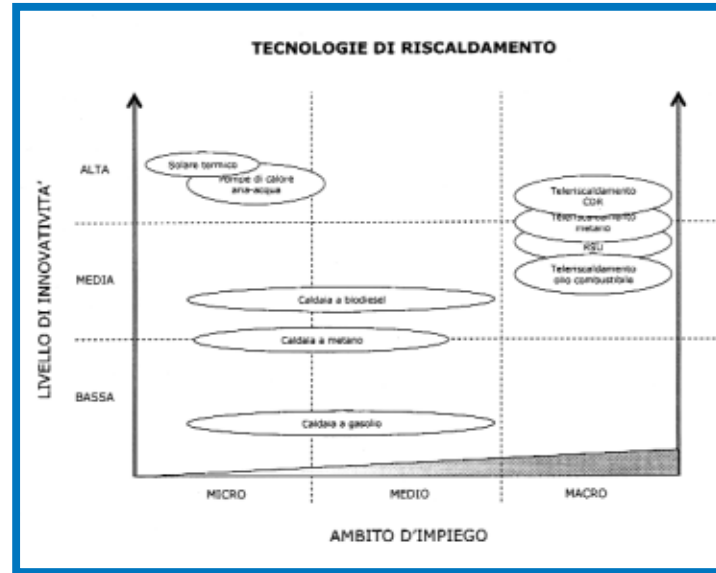 TECNOLOGIE DI RISCALDAMENTO
LIVELLO DI INNOVATIVITA'
ALTA
MEDIA
BASSA
Solare termico
Pompe di calore
aria-acqua
Teleriscaldamento
CDR
Teleriscaldamento
metano
RSU
Teleriscaldamento
olio combustibile
Caldaia a biodiesel
Caldaia a metano
Caldaia a gasolio
MICRO
MEDIO
MACRO
AMBITO D'IMPIEGO